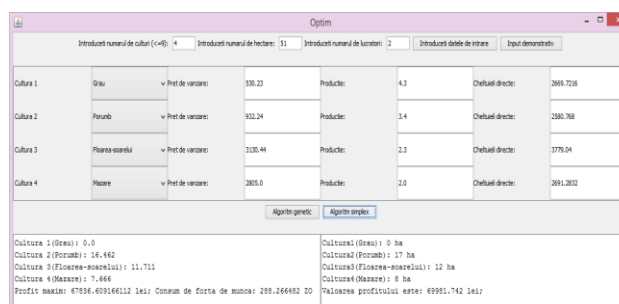 Optim
Introduceti numarul de culturi (<=9): 4 Introduceti numarul de hectare: 51 Introduceti numarul de lucratori: 2 Introduceti datele de intrare Input demonstrativ
Cultura 1 Grau Pret de vanzare: 530.23 Productie: 4.3 Cheltuieli directe: 2669.7216
Cultura 2 Porumb Pret de vanzare: 932.24 Productie: 3.4 Cheltuieli directe: 2580.768
Cultura 3 Floarea-soarelui Pret de vanzare: 3130.44 Productie: 2.3 Cheltuieli directe: 3779.04
Cultura 4 Mazare Pret de vanzare: 2805.0 Productie: 2.0 Cheltuieli directe: 2691.2832
Algoritm genetic Algoritm simplex
Cultura 1(Grau): 0.0
Cultura 2(Porumb): 16.462
Cultura 3(Floarea-soarelui): 11.711
Cultura 4(Mazare): 7.666
Profit maxim: 67836.609166112 lei; Consum de forta de munca: 288.266482 ZO
Cultura1(Grau): 0 ha
Cultura2(Porumb): 17 ha
Cultura3(Floarea-soarelui): 12 ha
Cultura4(Mazare): 8 ha
Valoarea profitului este: 69981.742 lei;